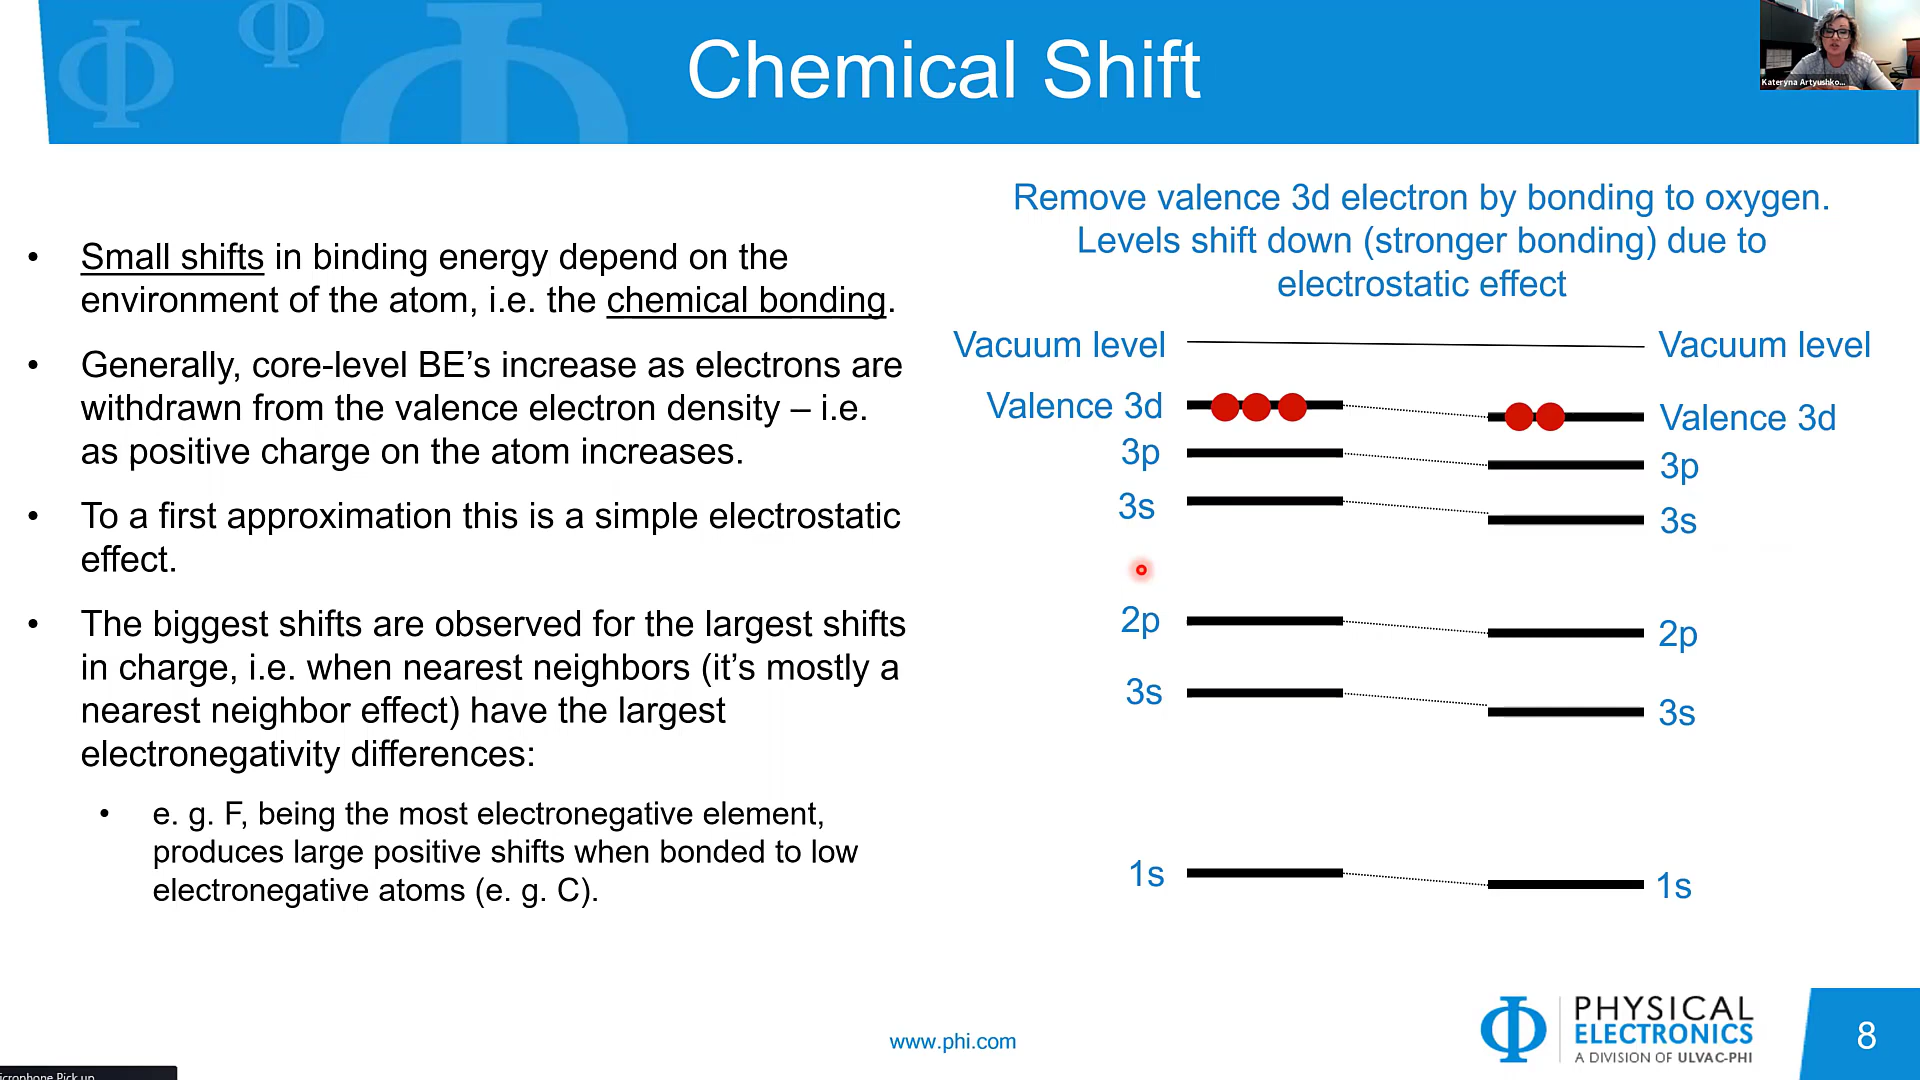 Chemical Shift
Kateryna Artyushko...
• Small shifts in binding energy depend on the
environment of the atom, i.e. the chemical bonding.
• Generally, core-level BE’s increase as electrons are
withdrawn from the valence electron density – i.e.
as positive charge on the atom increases.
• To a first approximation this is a simple electrostatic
effect.
• The biggest shifts are observed for the largest shifts
in charge, i.e. when nearest neighbors (it’s mostly a
nearest neighbor effect) have the largest
electronegativity differences:
• e. g. F, being the most electronegative element,
produces large positive shifts when bonded to low
electronegative atoms (e. g. C).
Remove valence 3d electron by bonding to oxygen.
Levels shift down (stronger bonding) due to
electrostatic effect
Vacuum level Vacuum level
Valence 3d Valence 3d
3p 3p
3s 3s
2p 2p
3s 3s
1s 1s
www.phi.com
PHYSICAL
ELECTRONICS
A DIVISION OF ULVAC-PHI
8
Pick up